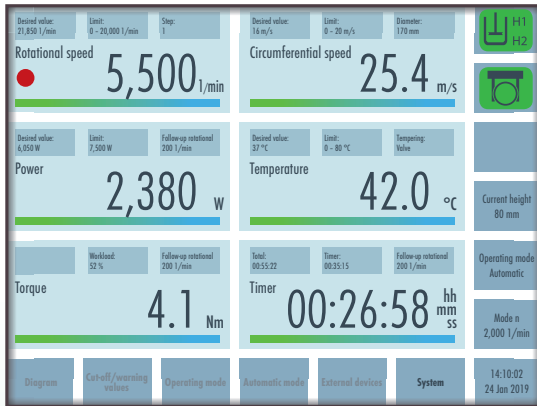 Desired value:
21,850 1/min
Limit:
0 – 20,000 1/min
Step:
1
Rotational speed
5,500 1/min
Desired value:
16 m/s
Limit:
0 – 20 m/s
Diameter:
170 mm
Circumferential speed
25.4 m/s
H1
H2
Desired value:
6,050 W
Limit:
7,500 W
Follow-up rotational
200 1/min
Power
2,380 W
Desired value:
37 °C
Limit:
0 – 80 °C
Tempering:
Valve
Temperature
42.0 °C
Current height
80 mm
Workload:
52 %
Follow-up rotational
200 1/min
Torque
4.1 Nm
Total:
00:55:22
Timer:
00:35:15
Follow-up rotational
200 1/min
Timer
00:26:58 hh
mm
ss
Operating mode
Automatic
Made n
2,000 1/min
Diagram
Cut-off/warning
values
Operating mode
Automatic mode
External devices
System
14:10:02
24 Jan 2019